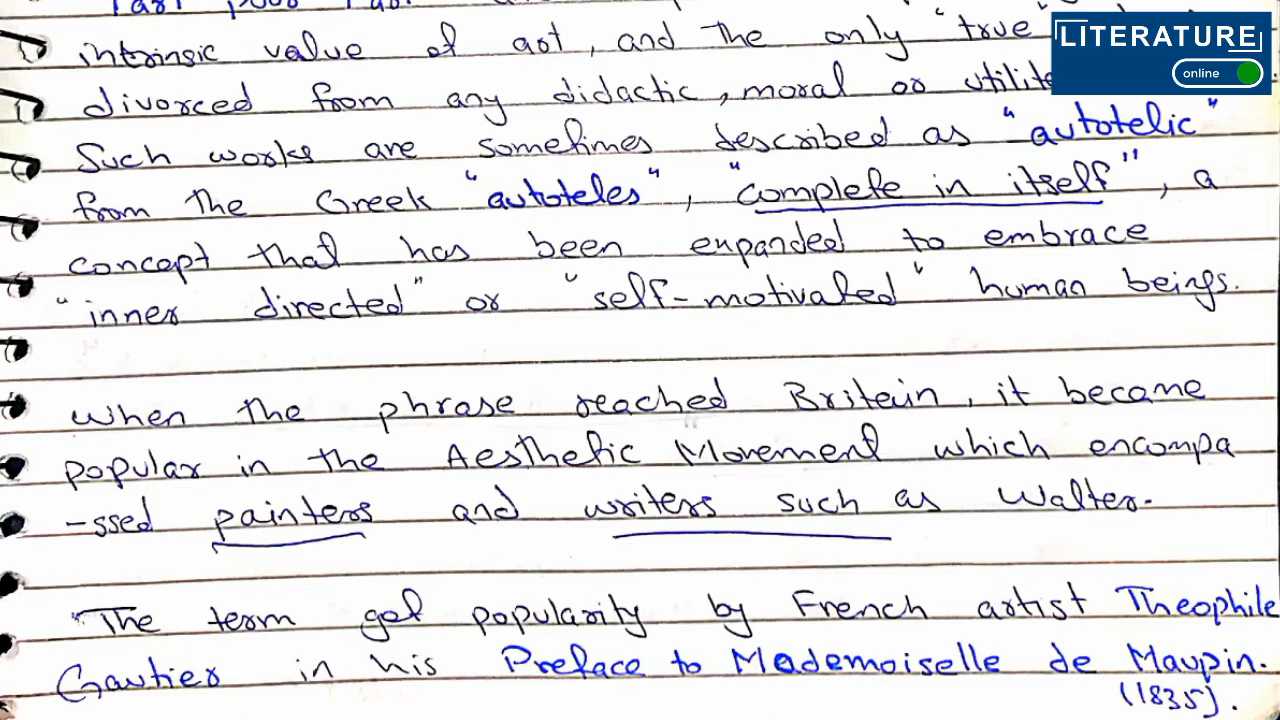 intrinsic value of art, and the only "true"
LITERATURE
online
divorced from any didactic, moral or
Such works are sometimes described as "autotelic"
from the Greek "autoteles", "complete in itself", a
concept that has been expanded to embrace
"inner directed" or "self-motivated" human beings.
When the phrase reached Britain, it became
popular in the Aesthetic Movement which encompa
-ssed painters and writers such as Walter-
"The term got popularity by French artist Theophile
Gautier in his Preface to Mademoiselle de Maupin.
(1835).